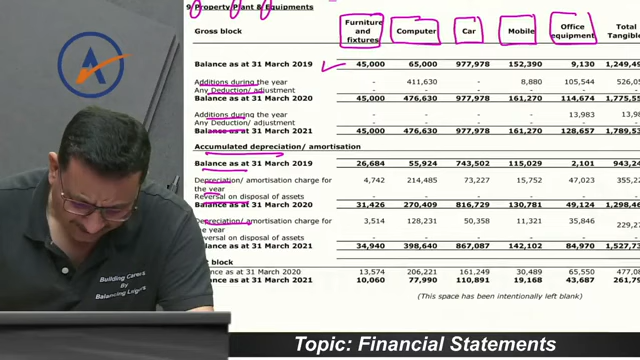 9 Property Plant & Equipments
Gross block Furniture and fixtures Computer Car Mobile Office equipment Total Tangible
Balance as at 31 March 2019 45,000 65,000 977,978 152,390 9,130 1,249,49
Additions during the year - 411,630 - 8,880 105,544 526,05
Any Deduction/ adjustment - - - - -
Balance as at 31 March 2020 45,000 476,630 977,978 161,270 114,674 1,775,55
Additions during the year - - - - 13,983 13,98
Any Deduction/ adjustment - - - - -
Balance as at 31 March 2021 45,000 476,630 977,978 161,270 128,657 1,789,53
Accumulated depreciation/ amortisation
Balance as at 31 March 2019 26,684 55,924 743,502 115,029 2,101 943,24
Depreciation/ amortisation charge for 4,742 214,485 73,227 15,752 47,023 355,22
the year
Reversal on disposal of assets - - - - -
Balance as at 31 March 2020 31,426 270,409 816,729 130,781 49,124 1,298,46
Depreciation/ amortisation charge for 3,514 128,231 50,358 11,321 35,846 229,27
the year
Reversal on disposal of assets - - - - -
Balance as at 31 March 2021 34,940 398,640 867,087 142,102 84,970 1,527,73
block
ance as at 31 March 2020 13,574 206,221 161,249 30,489 65,550 477,08
ance as at 31 March 2021 10,060 77,990 110,891 19,168 43,687 261,79
(This space has been intentionally left blank)
Building Careers
By
Balancing Ledgers
Topic: Financial Statements